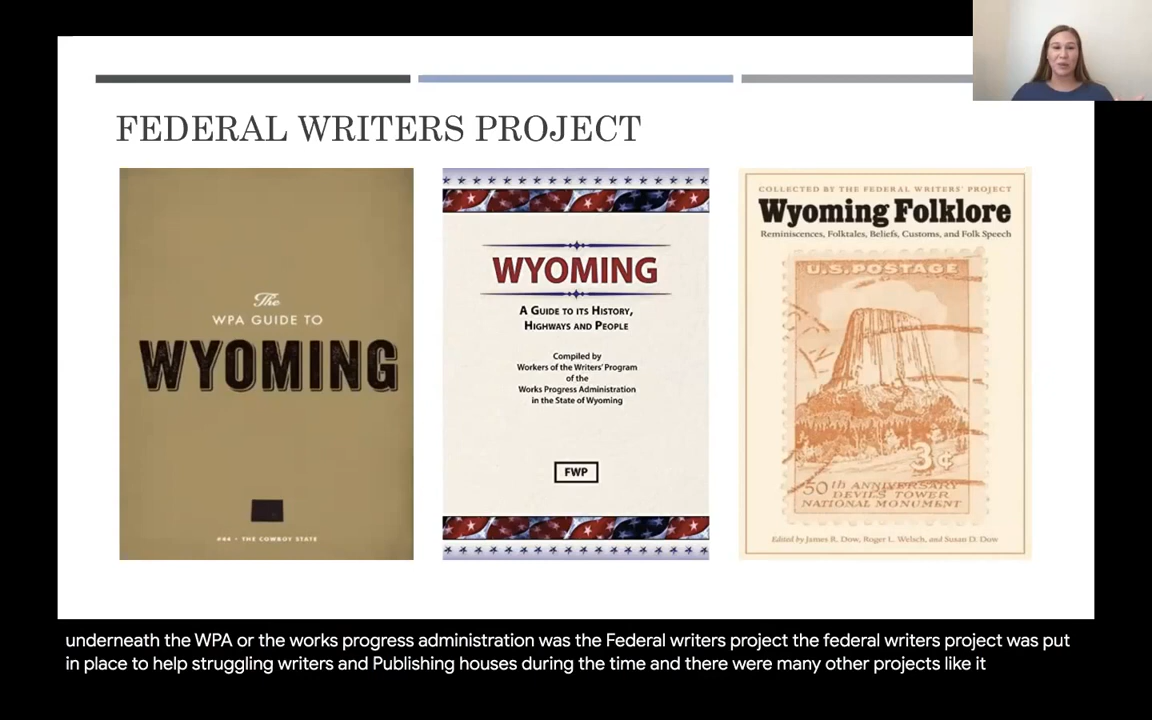 FEDERAL WRITERS PROJECT
The
WPA GUIDE TO
WYOMING
#44 • THE COWBOY STATE
WYOMING
A GUIDE TO ITS HISTORY,
HIGHWAYS AND PEOPLE
Compiled by
Workers of the Writers' Program
of the
Works Progress Administration
in the State of Wyoming
FWP
COLLECTED BY THE FEDERAL WRITERS' PROJECT
Wyoming Folklore
Reminiscences, Folktales, Beliefs, Customs, and Folk Speech
U.S. POSTAGE
3¢
50th ANNIVERSARY
DEVILS TOWER
NATIONAL MONUMENT
Edited by James R. Dow, Roger L. Welsch, and Susan D. Dow
underneath the WPA or the works progress administration was the Federal writers project the federal writers project was put
in place to help struggling writers and Publishing houses during the time and there were many other projects like it